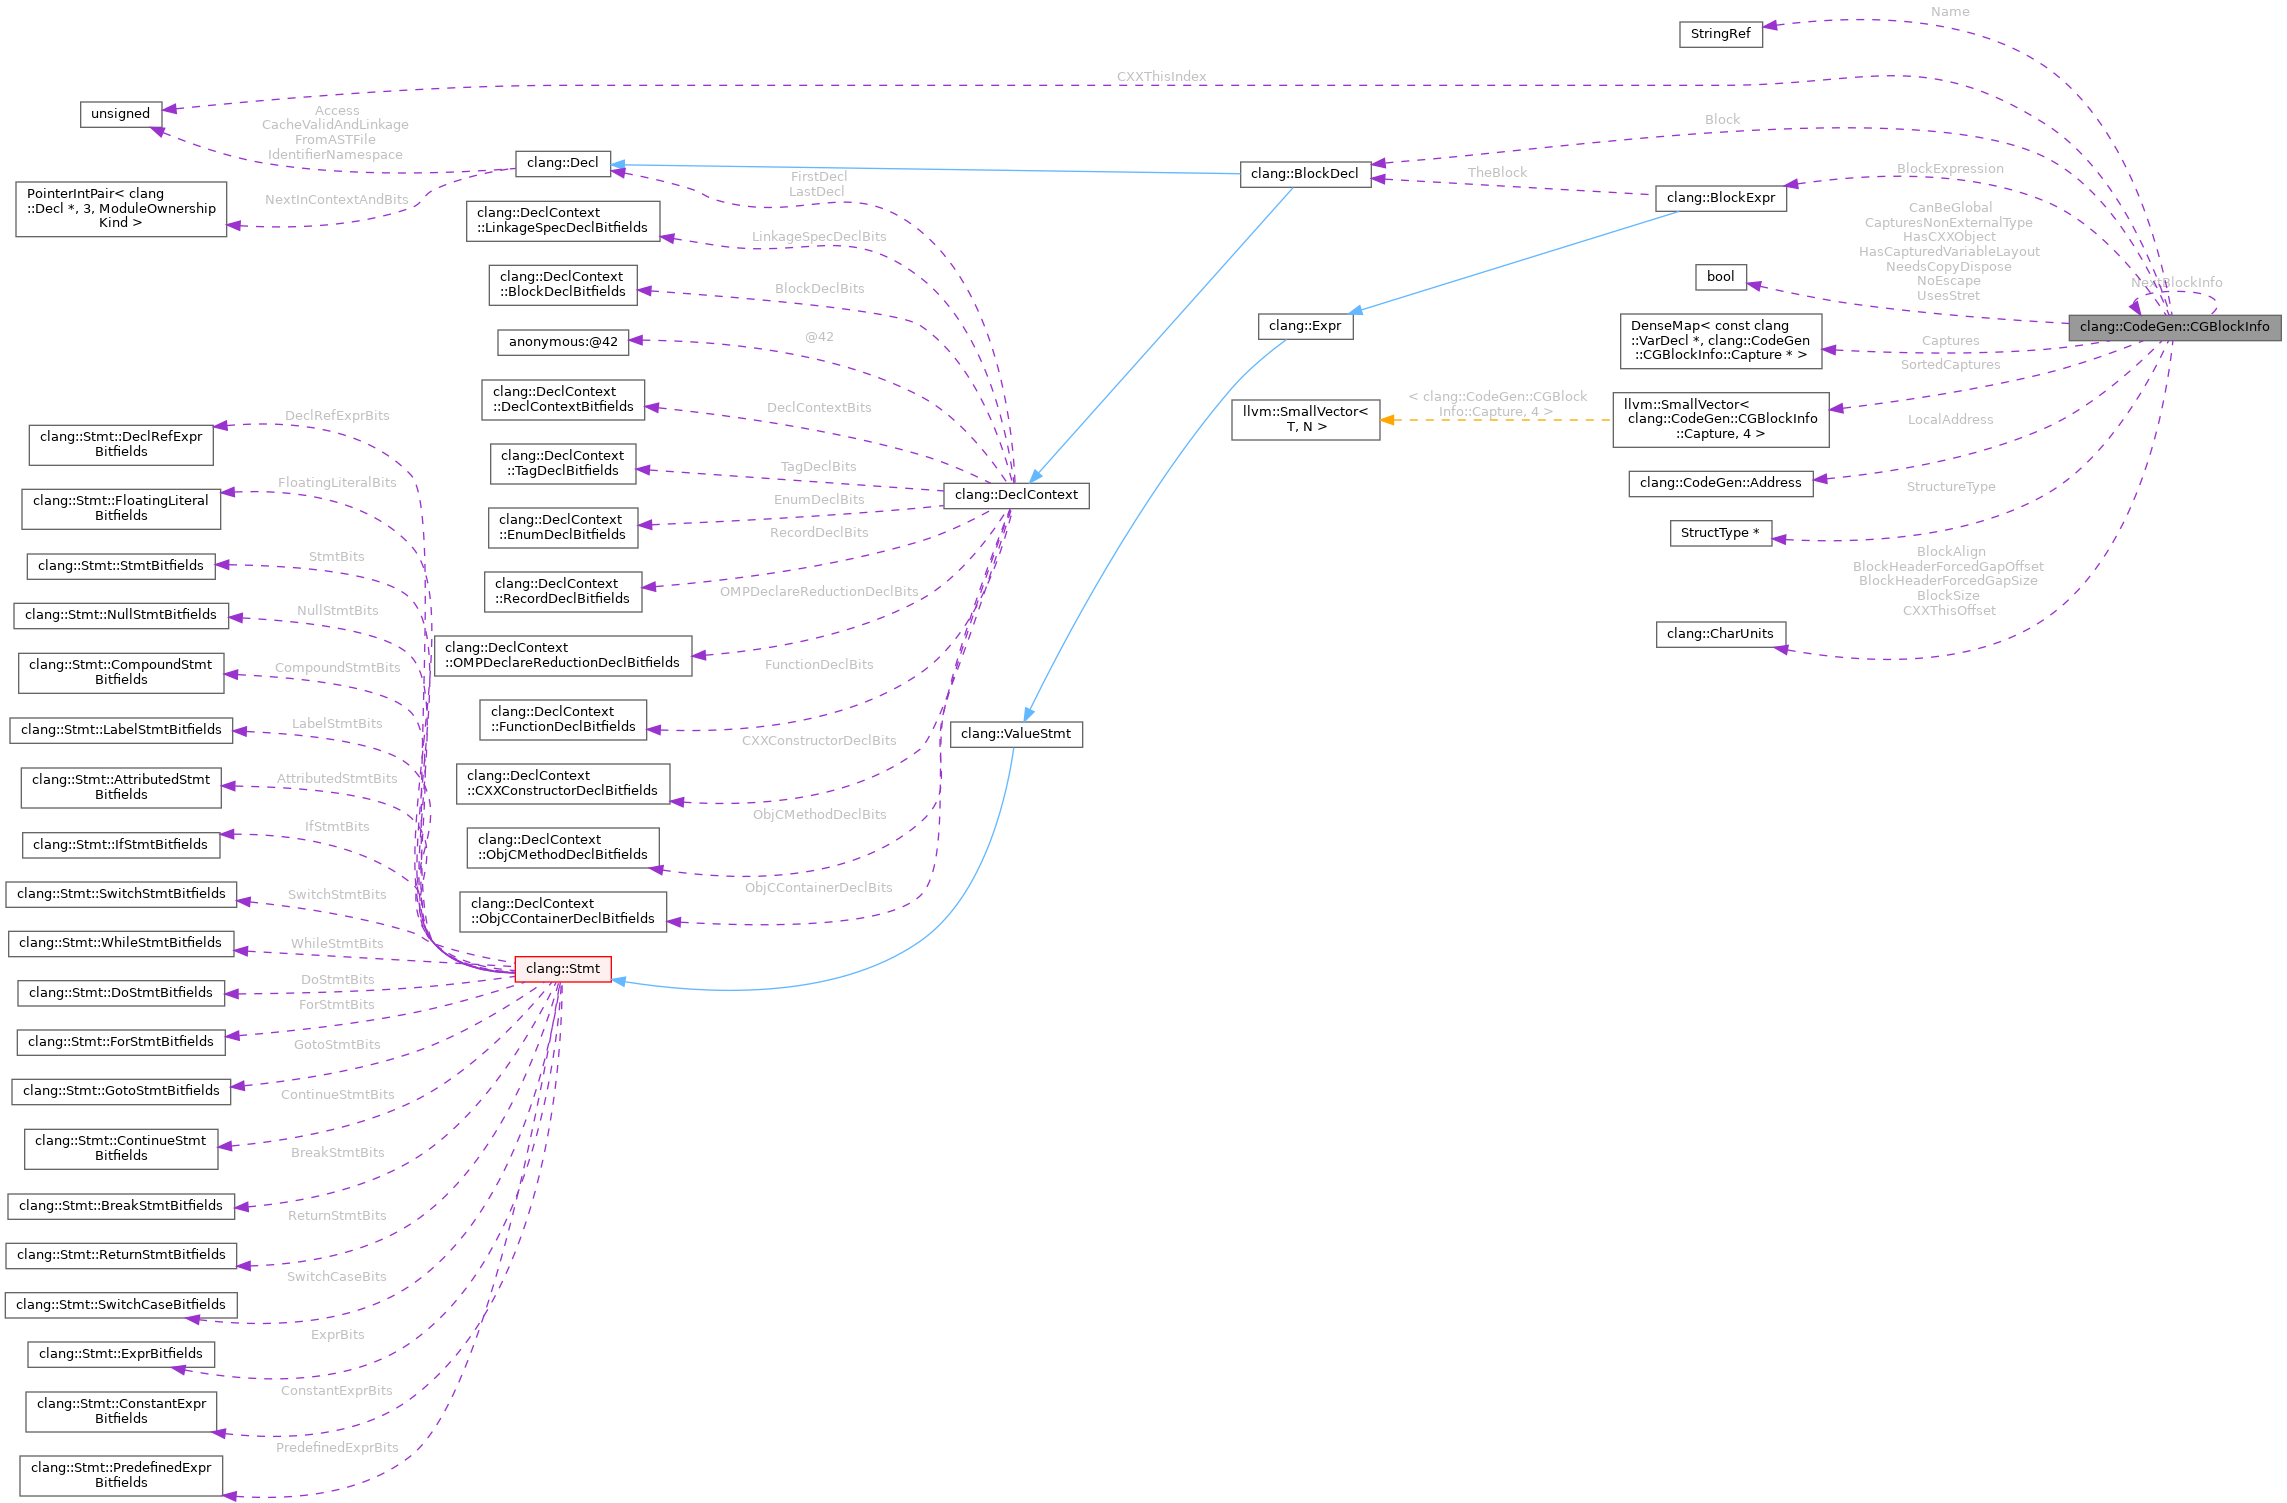 Name
StringRef
CXXThisIndex
unsigned
Access
CacheValidAndLinkage
FromASTFile
IdentifierNamespace
Block
clang::Decl
clang::BlockDecl
TheBlock
BlockExpression
FirstDecl
LastDecl
PointerIntPair< clang
::Decl *, 3, ModuleOwnership
Kind >
NextInContextAndBits
clang::BlockExpr
clang::DeclContext
::LinkageSpecDeclBitfields
LinkageSpecDeclBits
CanBeGlobal
CapturesNonExternalType
HasCXXObject
HasCapturedVariableLayout
NeedsCopyDispose
NoEscape
UsesStret
bool
NextBlockInfo
clang::DeclContext
::BlockDeclBitfields
BlockDeclBits
clang::Expr
clang::CodeGen::CGBlockInfo
anonymous:@42
@42
DenseMap< const clang
::VarDecl *, clang::CodeGen
::CGBlockInfo::Capture * >
Captures
SortedCaptures
clang::DeclContext
::DeclContextBitfields
DeclContextBits
llvm::SmallVector<
T, N >
< clang::CodeGen::CGBlock
Info::Capture, 4 >
llvm::SmallVector<
clang::CodeGen::CGBlockInfo
::Capture, 4 >
LocalAddress
DeclRefExprBits
clang::Stmt::DeclRefExpr
Bitfields
clang::DeclContext
::TagDeclBitfields
TagDeclBits
clang::DeclContext
clang::CodeGen::Address
StructureType
FloatingLiteralBits
clang::Stmt::FloatingLiteral
Bitfields
clang::DeclContext
::EnumDeclBitfields
EnumDeclBits
RecordDeclBits
StructType *
StmtBits
clang::Stmt::StmtBitfields
clang::DeclContext
::RecordDeclBitfields
OMPDeclareReductionDeclBits
BlockAlign
BlockHeaderForcedGapOffset
BlockHeaderForcedGapSize
BlockSize
CXXThisOffset
clang::CharUnits
NullStmtBits
clang::Stmt::NullStmtBitfields
clang::DeclContext
::OMPDeclareReductionDeclBitfields
FunctionDeclBits
CompoundStmtBits
clang::Stmt::CompoundStmt
Bitfields
clang::DeclContext
::FunctionDeclBitfields
CXXConstructorDeclBits
clang::ValueStmt
LabelStmtBits
clang::Stmt::LabelStmtBitfields
clang::DeclContext
::CXXConstructorDeclBitfields
AttributedStmtBits
clang::Stmt::AttributedStmt
Bitfields
ObjCMethodDeclBits
IfStmtBits
clang::Stmt::IfStmtBitfields
clang::DeclContext
::ObjCMethodDeclBitfields
ObjCContainerDeclBits
SwitchStmtBits
clang::Stmt::SwitchStmtBitfields
clang::DeclContext
::ObjCContainerDeclBitfields
WhileStmtBits
clang::Stmt::WhileStmtBitfields
clang::Stmt
DoStmtBits
clang::Stmt::DoStmtBitfields
ForStmtBits
clang::Stmt::ForStmtBitfields
GotoStmtBits
clang::Stmt::GotoStmtBitfields
ContinueStmtBits
clang::Stmt::ContinueStmt
Bitfields
BreakStmtBits
clang::Stmt::BreakStmtBitfields
ReturnStmtBits
clang::Stmt::ReturnStmtBitfields
SwitchCaseBits
clang::Stmt::SwitchCaseBitfields
ExprBits
clang::Stmt::ExprBitfields
ConstantExprBits
clang::Stmt::ConstantExpr
Bitfields
PredefinedExprBits
clang::Stmt::PredefinedExpr
Bitfields